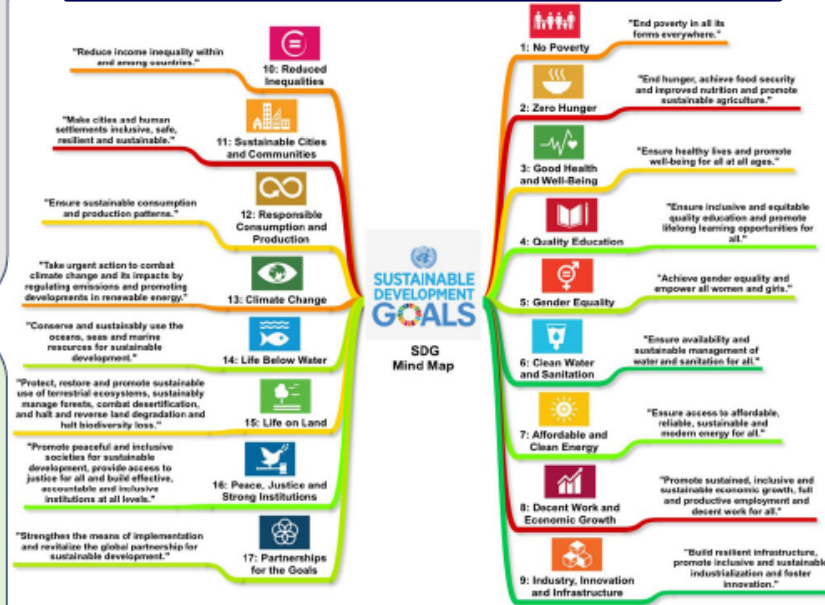 "Reduce income inequality within
and among countries."
10: Reduced
Inequalities
"Make cities and human
settlements inclusive, safe,
resilient and sustainable."
11: Sustainable Cities
and Communities
"Ensure sustainable consumption
and production patterns."
12: Responsible
Consumption and
Production
"Take urgent action to combat
climate change and its impacts by
regulating emissions and promoting
developments in renewable energy."
13: Climate Change
"Conserve and sustainably use the
oceans, seas and marine
resources for sustainable
development."
14: Life Below Water
"Protect, restore and promote sustainable
use of terrestrial ecosystems, sustainably
manage forests, combat desertification,
and halt and reverse land degradation and
halt biodiversity loss."
15: Life on Land
"Promote peaceful and inclusive
societies for sustainable
development, provide access to
justice for all and build effective,
accountable and inclusive
institutions at all levels."
16: Peace, Justice and
Strong Institutions
"Strengthen the means of implementation
and revitalize the global partnership for
sustainable development."
17: Partnerships
for the Goals
SUSTAINABLE
DEVELOPMENT
GOALS
SDG
Mind Map
1: No Poverty
"End poverty in all its
forms everywhere."
2: Zero Hunger
"End hunger, achieve food security
and improved nutrition and promote
sustainable agriculture."
3: Good Health
and Well-Being
"Ensure healthy lives and promote
well-being for all at all ages."
4: Quality Education
"Ensure inclusive and equitable
quality education and promote
lifelong learning opportunities for
all."
5: Gender Equality
"Achieve gender equality and
empower all women and girls."
6: Clean Water
and Sanitation
"Ensure availability and
sustainable management of
water and sanitation for all."
7: Affordable and
Clean Energy
"Ensure access to affordable,
reliable, sustainable and
modern energy for all."
8: Decent Work and
Economic Growth
"Promote sustained, inclusive and
sustainable economic growth, full
and productive employment and
decent work for all."
9: Industry, Innovation
and Infrastructure
"Build resilient infrastructure,
promote inclusive and sustainable
industrialization and foster
innovation."